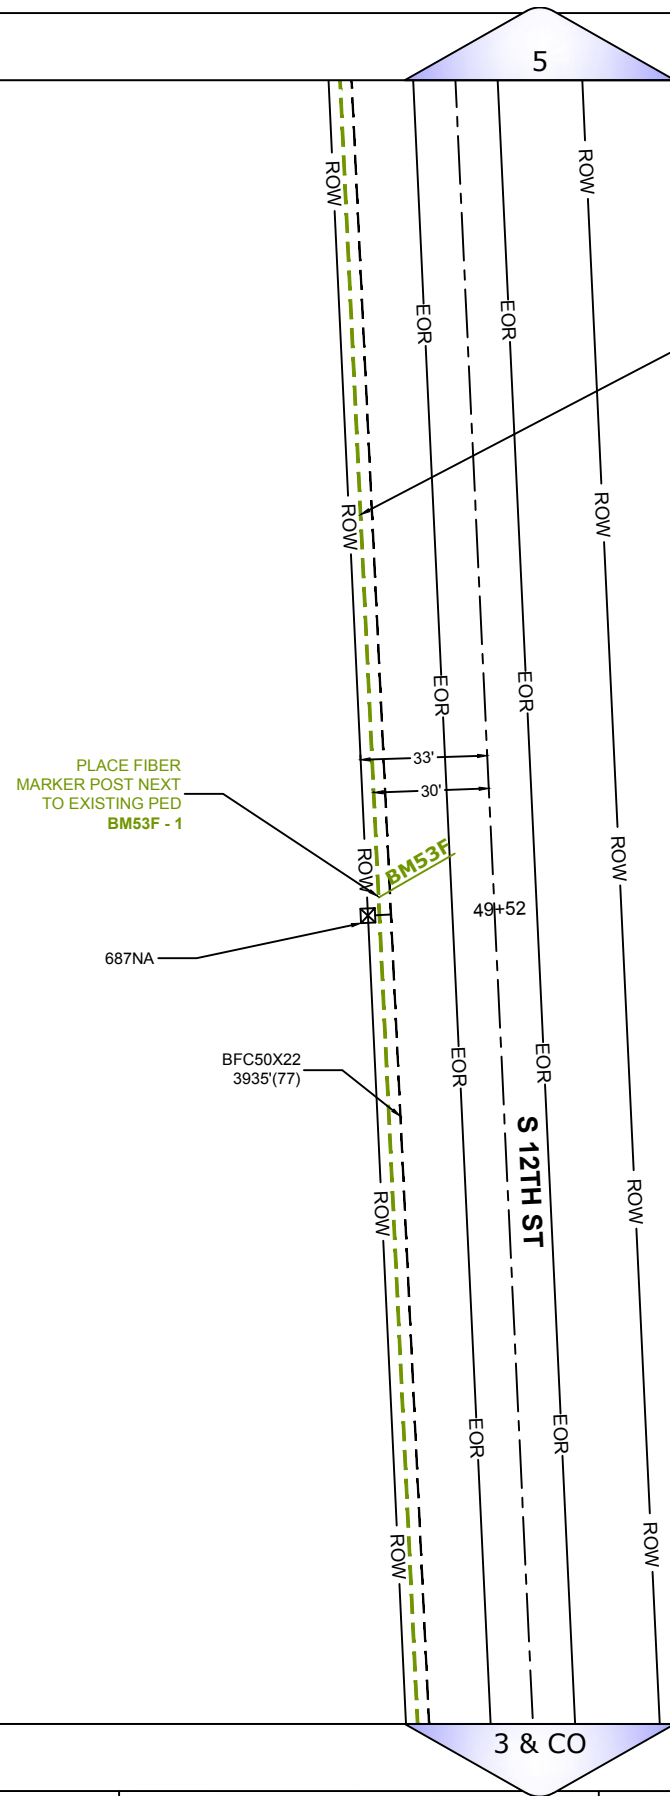 5
ROW
ROW
EOR
EOR
ROW
ROW
EOR
EOR
33'
30'
PLACE FIBER
MARKER POST NEXT
TO EXISTING PED
BM53F - 1
ROW
BM53F
ROW
49+52
687NA
BFC50X22
3935'(77)
EOR
EOR
S 12TH ST
ROW
ROW
EOR
EOR
ROW
ROW
3 & CO